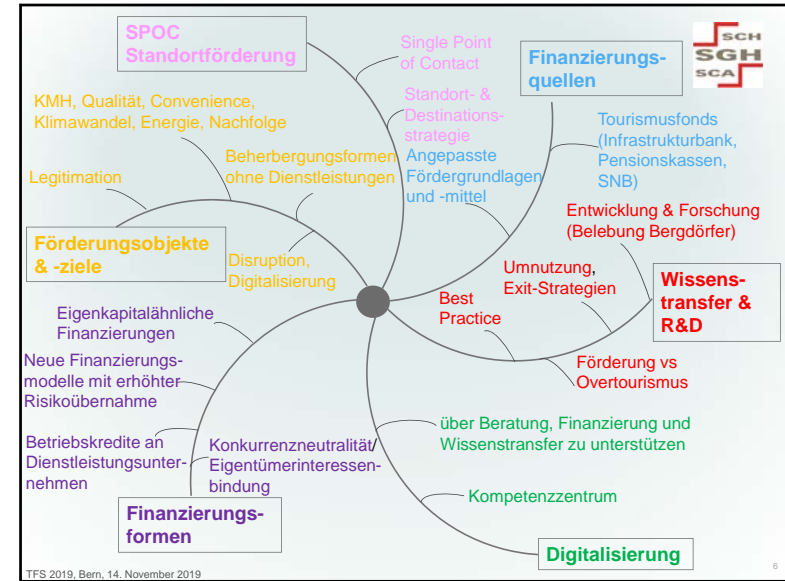 SPOC
Standortförderung
Single Point
of Contact
Standort- &
Destinations-
strategie
Finanzierungs-
quellen
SCH
SGH
SCA
Tourismusfonds
(Infrastrukturbank,
Pensionskassen,
SNB)
Angepasste
Fördergrundlagen
und -mittel
KMH, Qualität, Convenience,
Klimawandel, Energie, Nachfolge
Beherbergungsformen
ohne Dienstleistungen
Legitimation
Förderungsobjekte
& -ziele
Disruption,
Digitalisierung
Entwicklung & Forschung
(Belebung Bergdörfer)
Umnutzung,
Exit-Strategien
Wissens-
transfer &
R&D
Best
Practice
Förderung vs
Overtourismus
Eigenkapitalähnliche
Finanzierungen
Neue Finanzierungs-
modelle mit erhöhter
Risikoübernahme
Betriebskredite an
Dienstleistungsunter-
nehmen
Konkurrenzneutralität/
Eigentümerinteressen-
bindung
Finanzierungs-
formen
über Beratung, Finanzierung und
Wissenstransfer zu unterstützen
Kompetenzzentrum
Digitalisierung
TFS 2019, Bern, 14. November 2019
6